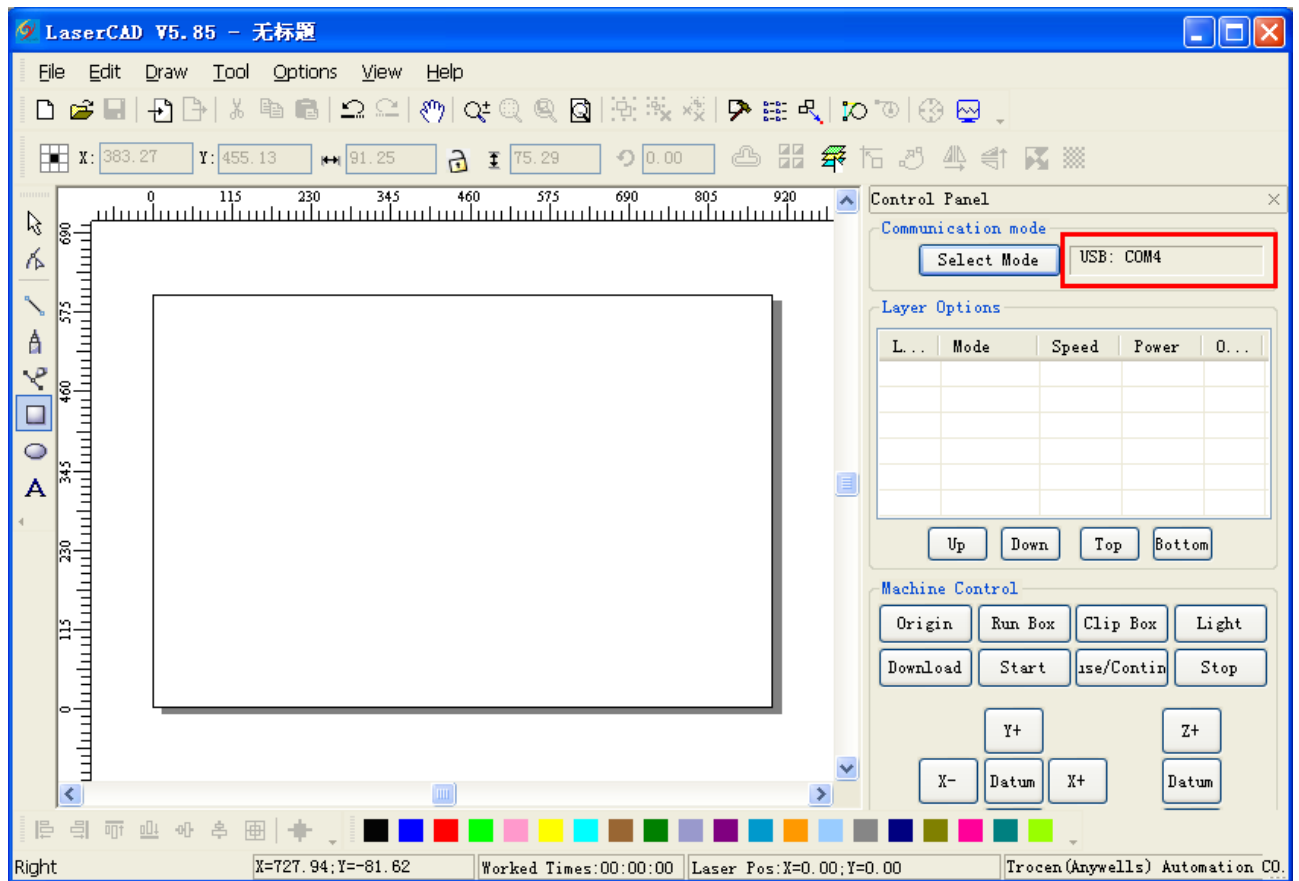 LaserCAD V5.85 - 无标题
File Edit Draw Tool Options View Help
X: 383.27 Y: 455.13 91.25 75.29 0.00
0 115 230 345 460 575 690 805 920
Control Panel
Communication mode
Select Mode USB: COM4
Layer Options
L... Mode Speed Power O...
Up Down Top Bottom
Machine Control
Origin Run Box Clip Box Light
Download Start ise/Contin Stop
Y+ Z+
X- Datum X+ Datum
690
575
460
345
230
115
0
A
Right X=727.94;Y=-81.62 Worked Times:00:00:00 Laser Pos:X=0.00;Y=0.00 Trocen(Anywells) Automation CO.